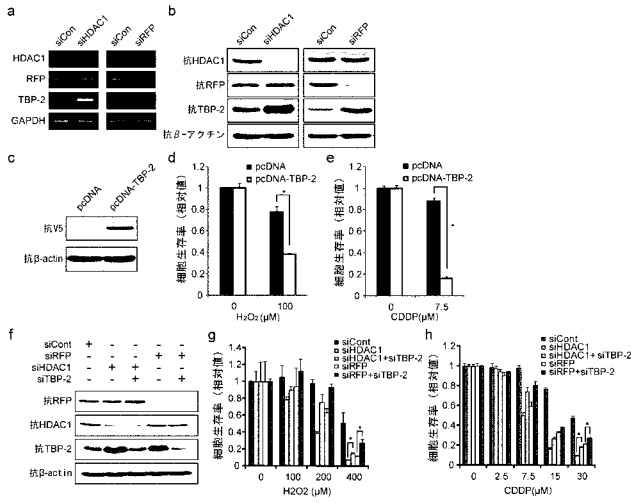 a
siCon
siHDAC1
siCon
siRFP
HDAC1
RFP
TBP-2
GAPDH
b
siCon
siHDAC1
siCon
siRFP
抗HDAC1
抗RFP
抗TBP-2
抗β-アクチン
c
pcDNA
pcDNA-TBP-2
抗V5
抗β-actin
d
pcDNA
pcDNA-TBP-2
細胞生存率 (相対値)
1.2
1
0.8
0.6
0.4
0.2
0
*
0 100
H₂O₂(μM)
e
pcDNA
pcDNA-TBP-2
細胞生存率 (相対値)
1.2
1
0.8
0.6
0.4
0.2
0
0 7.5
CDDP(μM)
f
siCont + - - - -
siRFP - - - + +
siHDAC1 - + + - -
siTBP-2 - - + - +
抗RFP
抗HDAC1
抗TBP-2
抗β-actin
g
siCont
siHDAC1
siHDAC1+siTBP-2
siRFP
siRFP+siTBP-2
細胞生存率 (相対値)
1.4
1.2
1
0.8
0.6
0.4
0.2
0
* *
0 100 200 400
H2O2 (μM)
h
siCont
siHDAC1
siHDAC1+siTBP-2
siRFP
siRFP+siTBP-2
細胞生存率 (相対値)
1.2
1
0.8
0.6
0.4
0.2
0
* *
0 2.5 7.5 15 30
CDDP(μM)